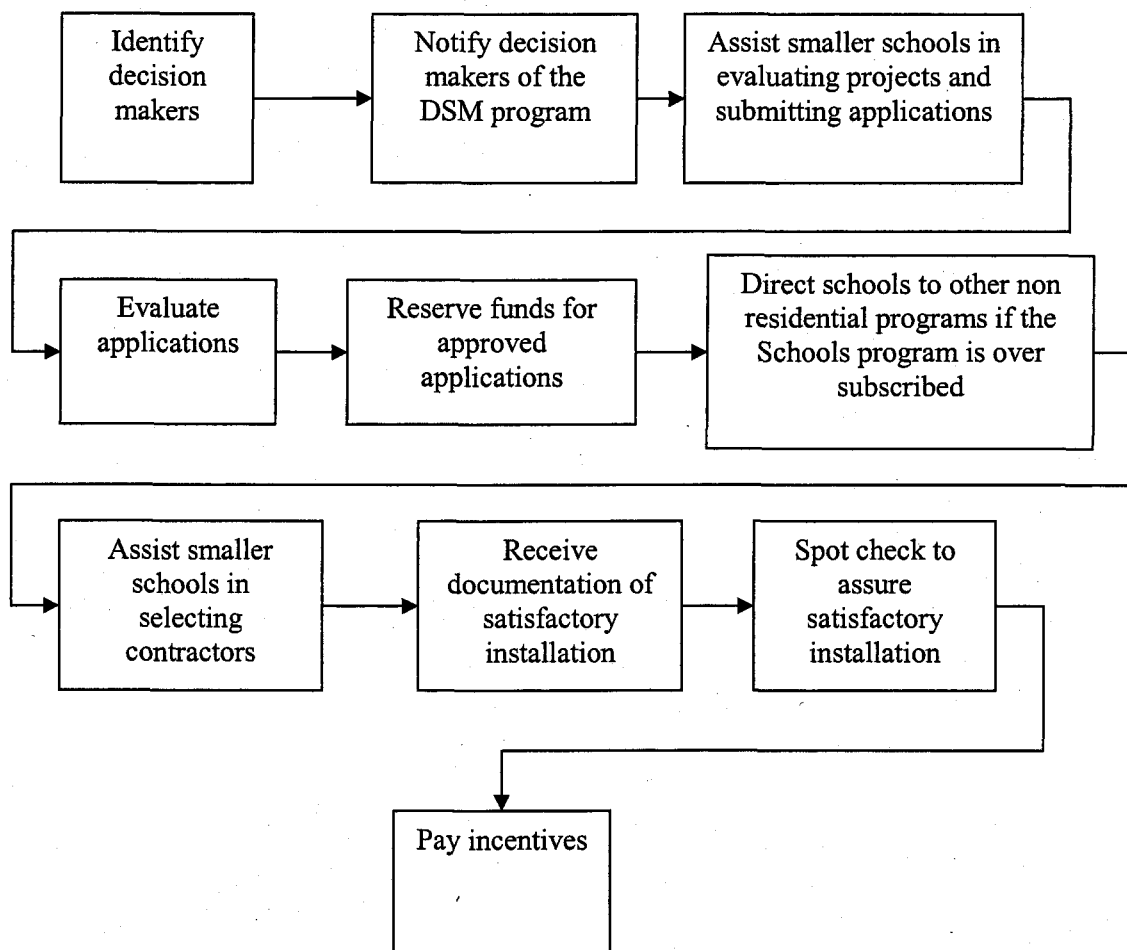 Identify
decision
makers
Notify decision
makers of the
DSM program
Assist smaller schools in
evaluating projects and
submitting applications
Evaluate
applications
Reserve funds for
approved
applications
Direct schools to other non
residential programs if the
Schools program is over
subscribed
Assist smaller
schools in
selecting
contractors
Receive
documentation of
satisfactory
installation
Spot check to
assure
satisfactory
installation
Pay incentives